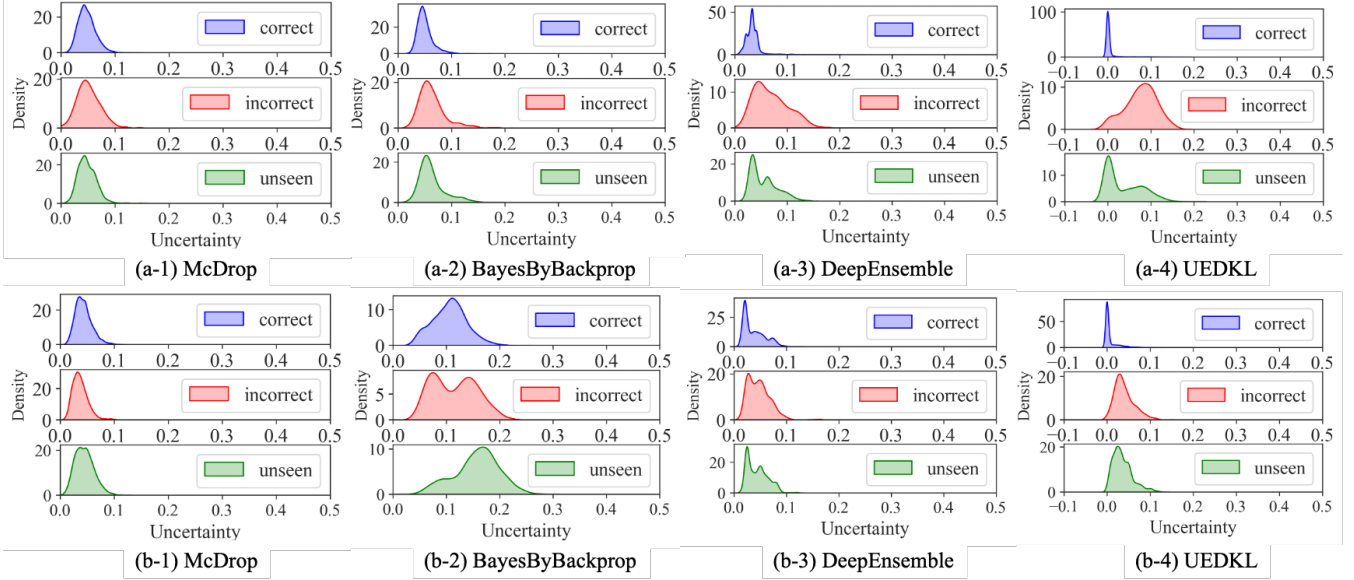 20
0
0.0 0.1 0.2 0.3 0.4 0.5
correct
20
0
0.0 0.1 0.2 0.3 0.4 0.5
incorrect
Density
20
0
0.0 0.1 0.2 0.3 0.4 0.5
unseen
Uncertainty
(a-1) McDrop
20
0
0.0 0.1 0.2 0.3 0.4 0.5
correct
20
0
0.0 0.1 0.2 0.3 0.4 0.5
incorrect
Density
20
0
0.0 0.1 0.2 0.3 0.4 0.5
unseen
Uncertainty
(a-2) BayesByBackprop
50
25
0
0.0 0.1 0.2 0.3 0.4 0.5
correct
10
0
0.0 0.1 0.2 0.3 0.4 0.5
incorrect
Density
20
0
0.0 0.1 0.2 0.3 0.4 0.5
unseen
Uncertainty
(a-3) DeepEnsemble
100
50
0
−0.1 0.0 0.1 0.2 0.3 0.4 0.5
correct
10
0
−0.1 0.0 0.1 0.2 0.3 0.4 0.5
incorrect
Density
10
0
−0.1 0.0 0.1 0.2 0.3 0.4 0.5
unseen
Uncertainty
(a-4) UEDKL
20
0
0.0 0.1 0.2 0.3 0.4 0.5
correct
20
0
0.0 0.1 0.2 0.3 0.4 0.5
incorrect
Density
20
0
0.0 0.1 0.2 0.3 0.4 0.5
unseen
Uncertainty
(b-1) McDrop
10
0
0.0 0.1 0.2 0.3 0.4 0.5
correct
5
0
0.0 0.1 0.2 0.3 0.4 0.5
incorrect
Density
10
0
0.0 0.1 0.2 0.3 0.4 0.5
unseen
Uncertainty
(b-2) BayesByBackprop
25
0
0.0 0.1 0.2 0.3 0.4 0.5
correct
20
0
0.0 0.1 0.2 0.3 0.4 0.5
incorrect
Density
20
0
0.0 0.1 0.2 0.3 0.4 0.5
unseen
Uncertainty
(b-3) DeepEnsemble
50
0
−0.1 0.0 0.1 0.2 0.3 0.4 0.5
correct
20
0
−0.1 0.0 0.1 0.2 0.3 0.4 0.5
incorrect
Density
20
10
0
−0.1 0.0 0.1 0.2 0.3 0.4 0.5
unseen
Uncertainty
(b-4) UEDKL